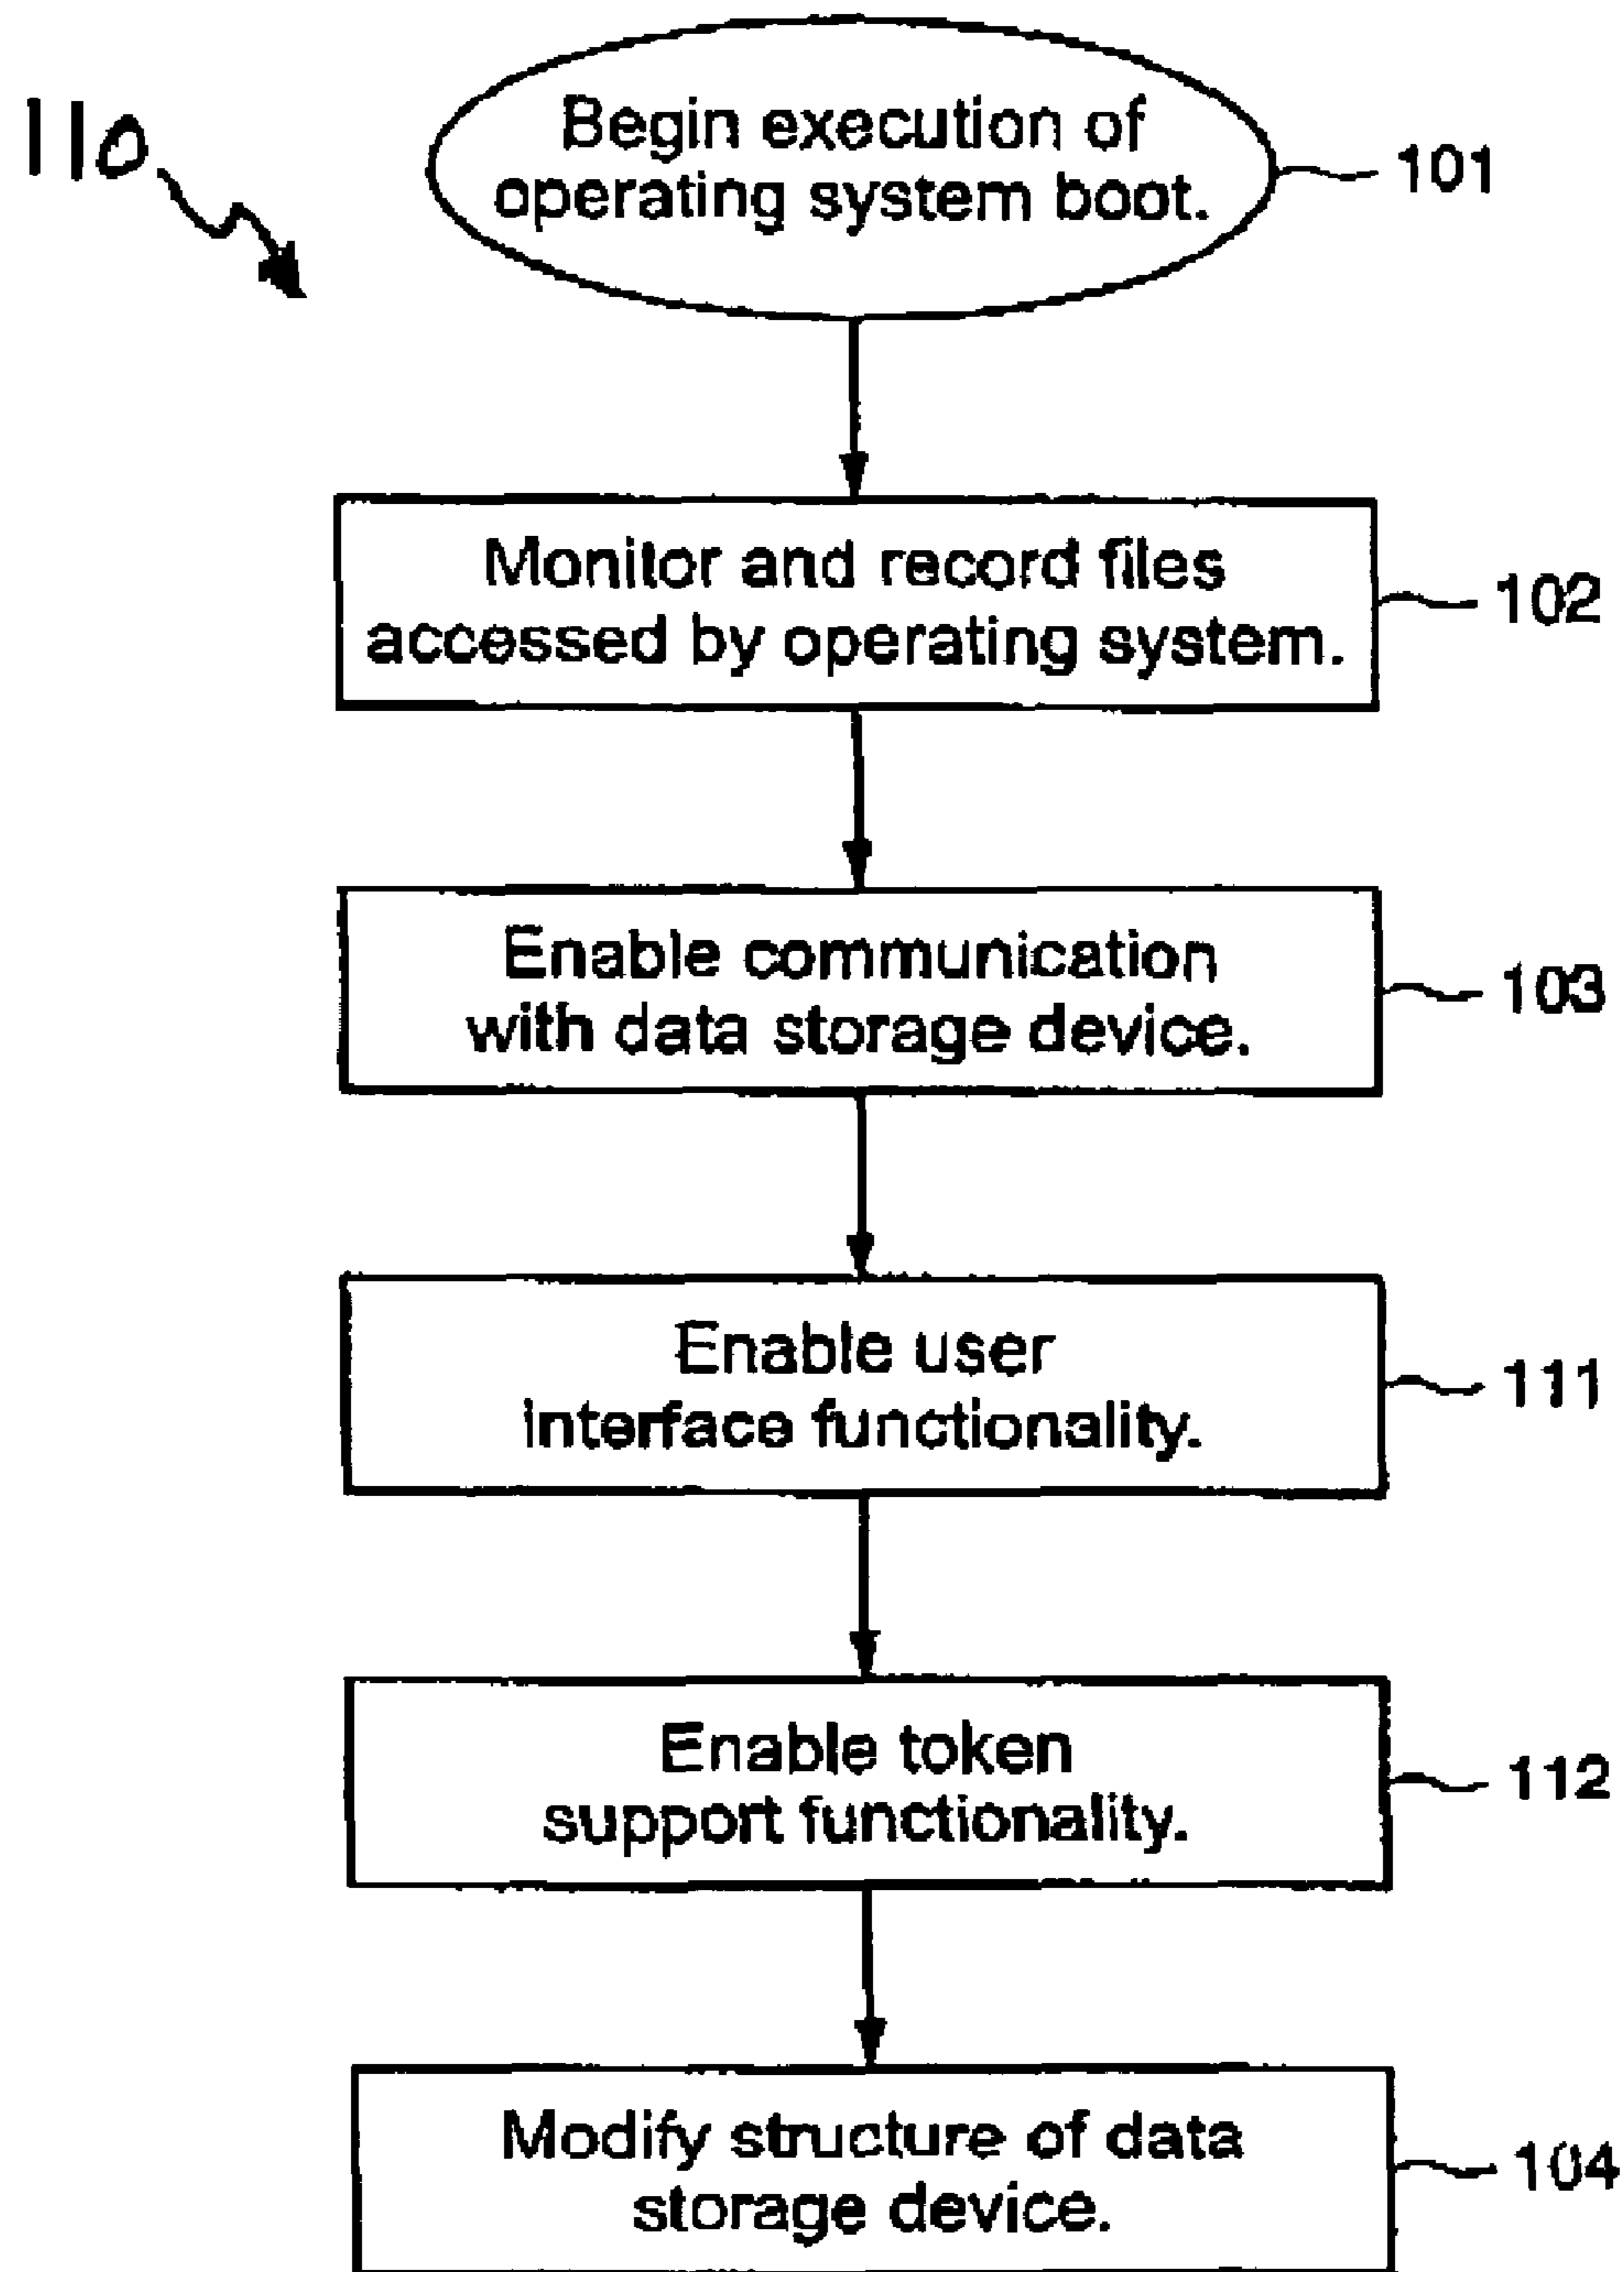 110
Begin execution of
operating system boot.
101
Monitor and record files
accessed by operating system.
102
Enable communication
with data storage device.
103
Enable user
interface functionality.
111
Enable token
support functionality.
112
Modify structure of data
storage device.
104